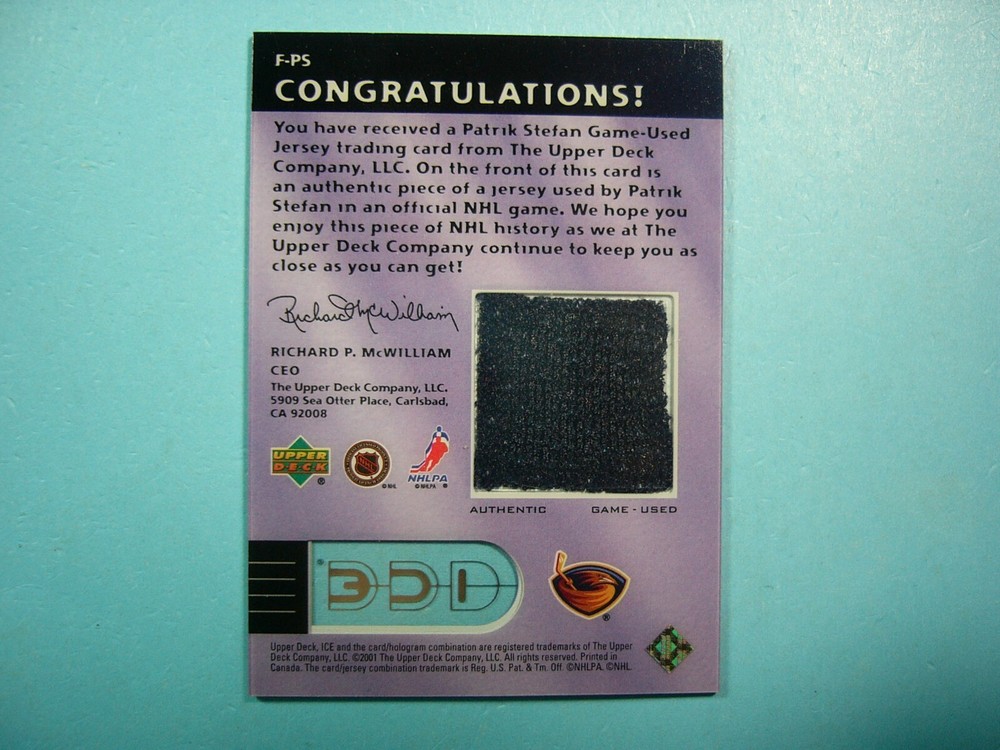 F-PS
CONGRATULATIONS!
You have received a Patrik Stefan Game-Used
Jersey trading card from The Upper Deck
Company, LLC. On the front of this card is
an authentic piece of a jersey used by Patrik
Stefan in an official NHL game. We hope you
enjoy this piece of NHL history as we at The
Upper Deck Company continue to keep you as
close as you can get!
Richard McWilliam
RICHARD P. McWILLIAM
CEO
The Upper Deck Company, LLC.
5909 Sea Otter Place, Carlsbad,
CA 92008
UPPER
DECK
®
NHL
© NHL
NHLPA
© NHLPA ®
AUTHENTIC GAME - USED
®
Upper Deck, ICE and the card/hologram combination are registered trademarks of The Upper
Deck Company, LLC. ©2001 The Upper Deck Company, LLC. All rights reserved. Printed in
Canada. The card/jersey combination trademark is Reg. U.S. Pat. & Tm. Off. ©NHLPA. ©NHL.